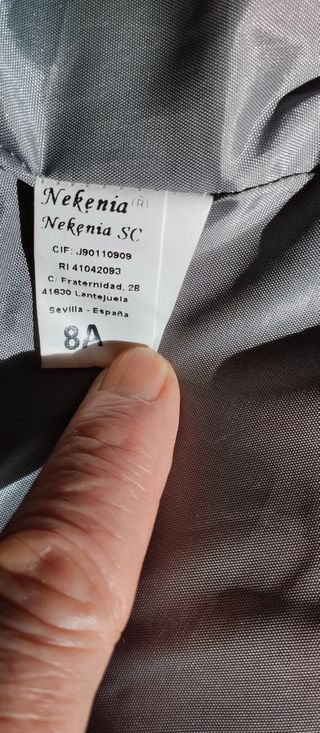 Nekenia (R)
Nekenia SC
CIF: J90110909
RI 41042093
C/ Fraternidad, 28
41630 Lantejuela
Sevilla - España
8A